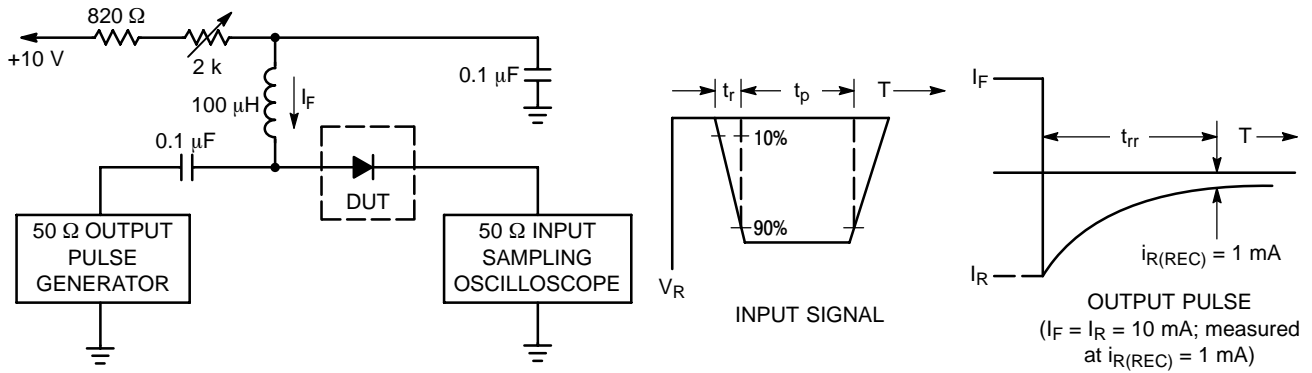 820 Ω
+10 V
2 k
100 μH
I_F
0.1 μF
0.1 μF
DUT
50 Ω OUTPUT
PULSE
GENERATOR
50 Ω INPUT
SAMPLING
OSCILLOSCOPE
t_r
t_p
T
10%
90%
V_R
INPUT SIGNAL
I_F
t_rr
T
I_R
i_R(REC) = 1 mA
OUTPUT PULSE
(I_F = I_R = 10 mA; measured
at i_R(REC) = 1 mA)